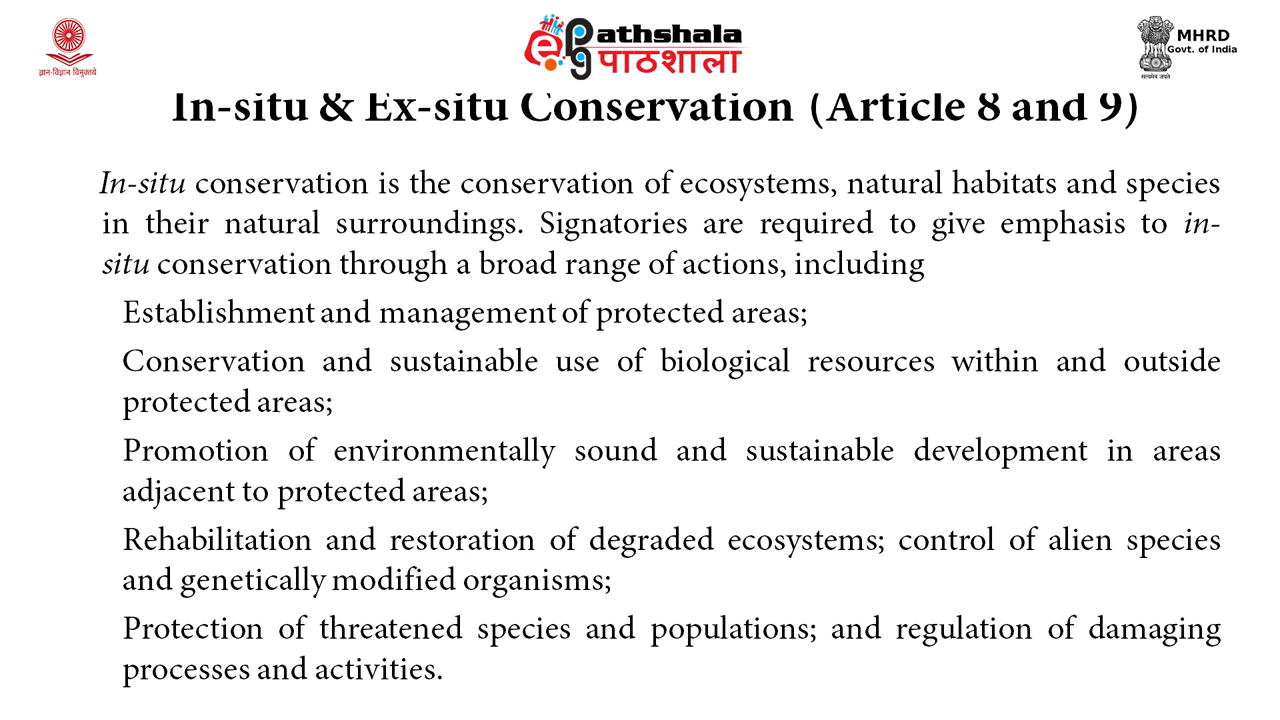 ज्ञान-विज्ञान विमुक्तये
epgathshala
पाठशाला
MHRD
Govt. of India
सत्यमेव जयते
In-situ & Ex-situ Conservation (Article 8 and 9)
In-situ conservation is the conservation of ecosystems, natural habitats and species
in their natural surroundings. Signatories are required to give emphasis to in-
situ conservation through a broad range of actions, including
Establishment and management of protected areas;
Conservation and sustainable use of biological resources within and outside
protected areas;
Promotion of environmentally sound and sustainable development in areas
adjacent to protected areas;
Rehabilitation and restoration of degraded ecosystems; control of alien species
and genetically modified organisms;
Protection of threatened species and populations; and regulation of damaging
processes and activities.